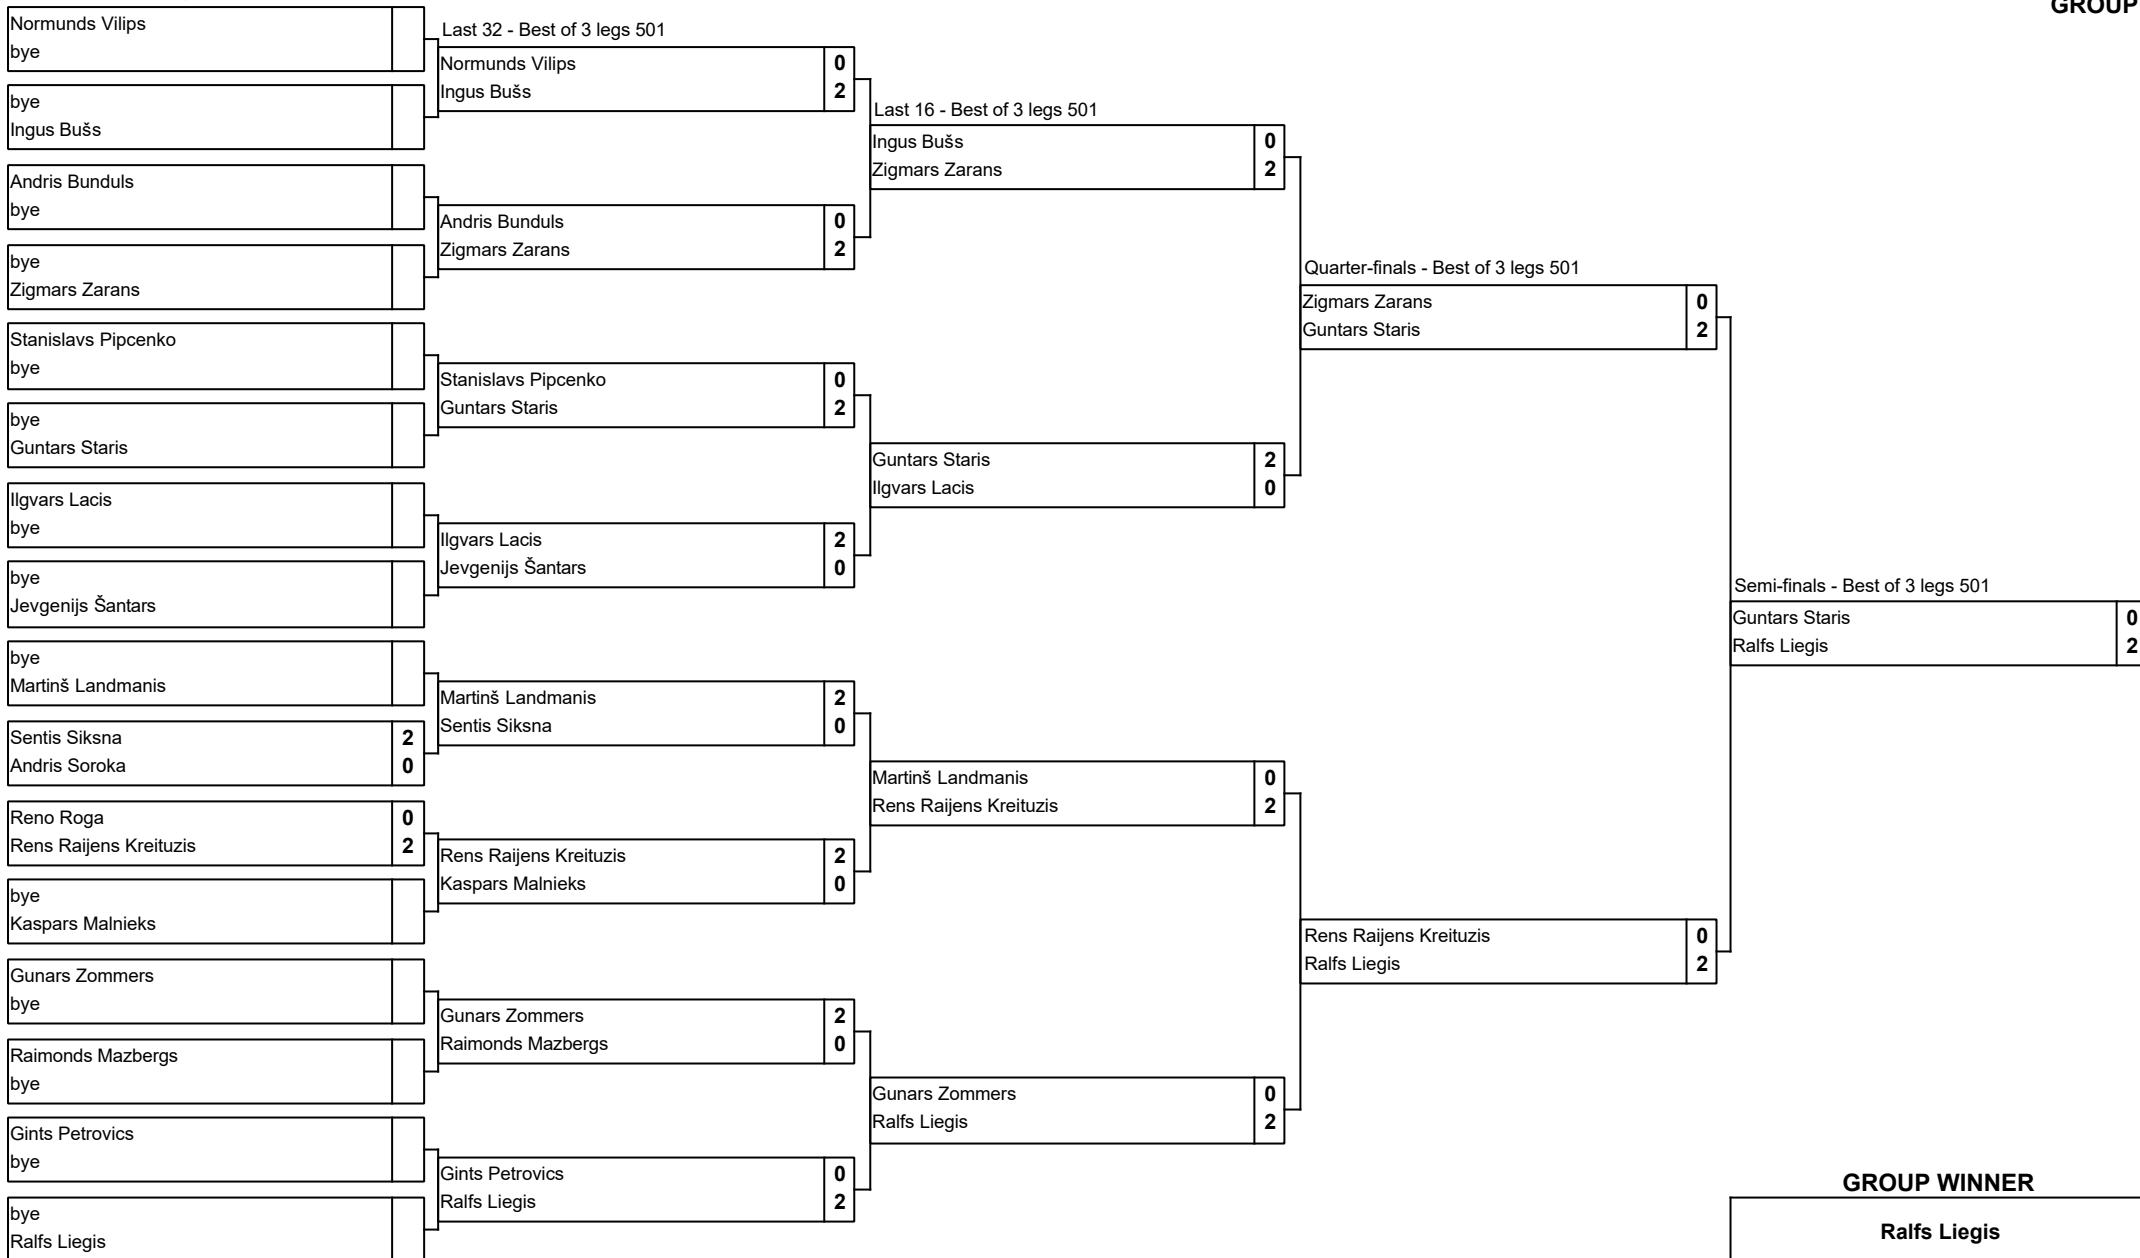 GROUP
Normunds Vilips
bye
bye
Ingus Bušs
Andris Bunduls
bye
bye
Zigmars Zarans
Stanislavs Pipcenko
bye
bye
Guntars Staris
Ilgvars Lacis
bye
bye
Jevgenijs Šantars
bye
Martinš Landmanis
Sentis Siksna 2
Andris Soroka 0
Reno Roga 0
Rens Raijens Kreituzis 2
bye
Kaspars Malnieks
Gunars Zommers
bye
Raimonds Mazbergs
bye
Gints Petrovics
bye
bye
Ralfs Liegis
Last 32 - Best of 3 legs 501
Normunds Vilips 0
Ingus Bušs 2
Andris Bunduls 0
Zigmars Zarans 2
Stanislavs Pipcenko 0
Guntars Staris 2
Ilgvars Lacis 2
Jevgenijs Šantars 0
Martinš Landmanis 2
Sentis Siksna 0
Rens Raijens Kreituzis 2
Kaspars Malnieks 0
Gunars Zommers 2
Raimonds Mazbergs 0
Gints Petrovics 0
Ralfs Liegis 2
Last 16 - Best of 3 legs 501
Ingus Bušs 0
Zigmars Zarans 2
Guntars Staris 2
Ilgvars Lacis 0
Martinš Landmanis 0
Rens Raijens Kreituzis 2
Gunars Zommers 0
Ralfs Liegis 2
Quarter-finals - Best of 3 legs 501
Zigmars Zarans 0
Guntars Staris 2
Rens Raijens Kreituzis 0
Ralfs Liegis 2
Semi-finals - Best of 3 legs 501
Guntars Staris 0
Ralfs Liegis 2
GROUP WINNER
Ralfs Liegis